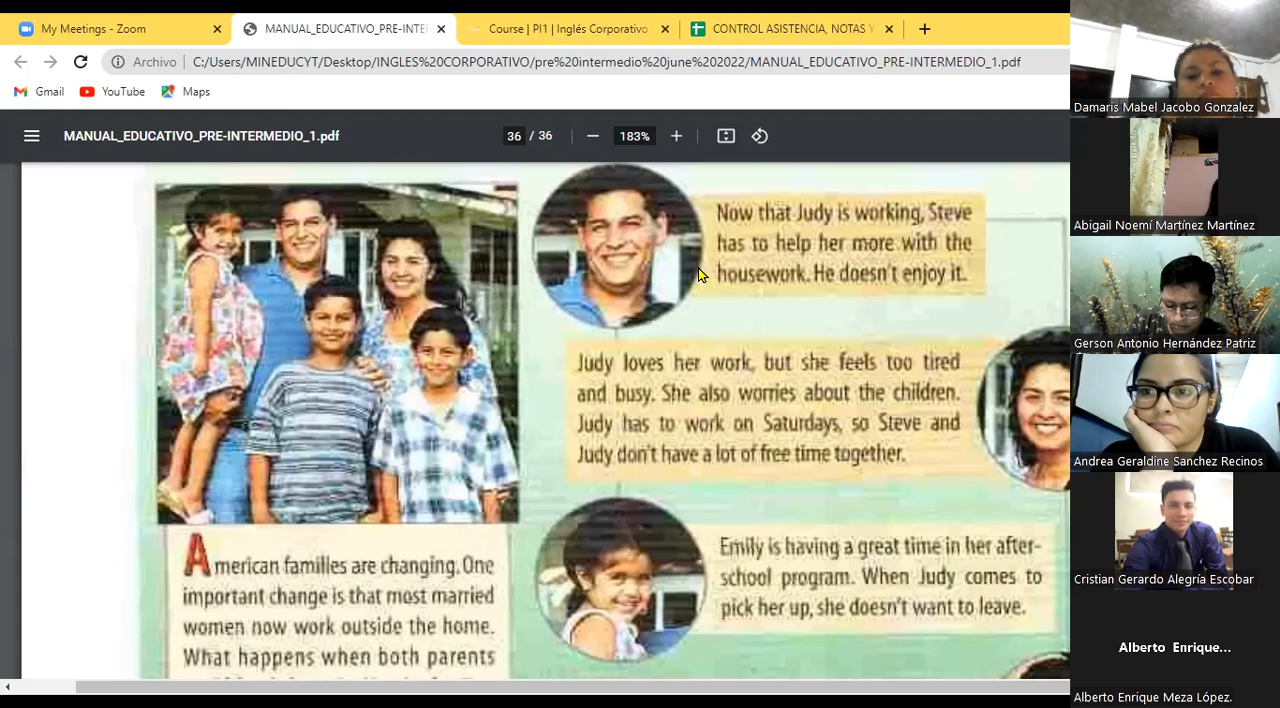 My Meetings - Zoom
MANUAL_EDUCATIVO_PRE-INTER
Course | PI1 | Inglés Corporativo
CONTROL ASISTENCIA, NOTAS Y
Archivo
C:/Users/MINEDUCYT/Desktop/INGLES%20CORPORATIVO/pre%20intermedio%20june%202022/MANUAL_EDUCATIVO_PRE-INTERMEDIO_1.pdf
Gmail
YouTube
Maps
MANUAL_EDUCATIVO_PRE-INTERMEDIO_1.pdf
36 / 36
183%
Now that Judy is working, Steve
has to help her more with the
housework. He doesn't enjoy it.
Judy loves her work, but she feels too tired
and busy. She also worries about the children.
Judy has to work on Saturdays, so Steve and
Judy don't have a lot of free time together.
Emily is having a great time in her after-
school program. When Judy comes to
pick her up, she doesn't want to leave.
American families are changing. One
important change is that most married
women now work outside the home.
What happens when both parents
Damaris Mabel Jacobo Gonzalez
Abigail Noemí Martínez Martínez
Gerson Antonio Hernández Patriz
Andrea Geraldine Sanchez Recinos
Cristian Gerardo Alegría Escobar
Alberto Enrique...
Alberto Enrique Meza López.